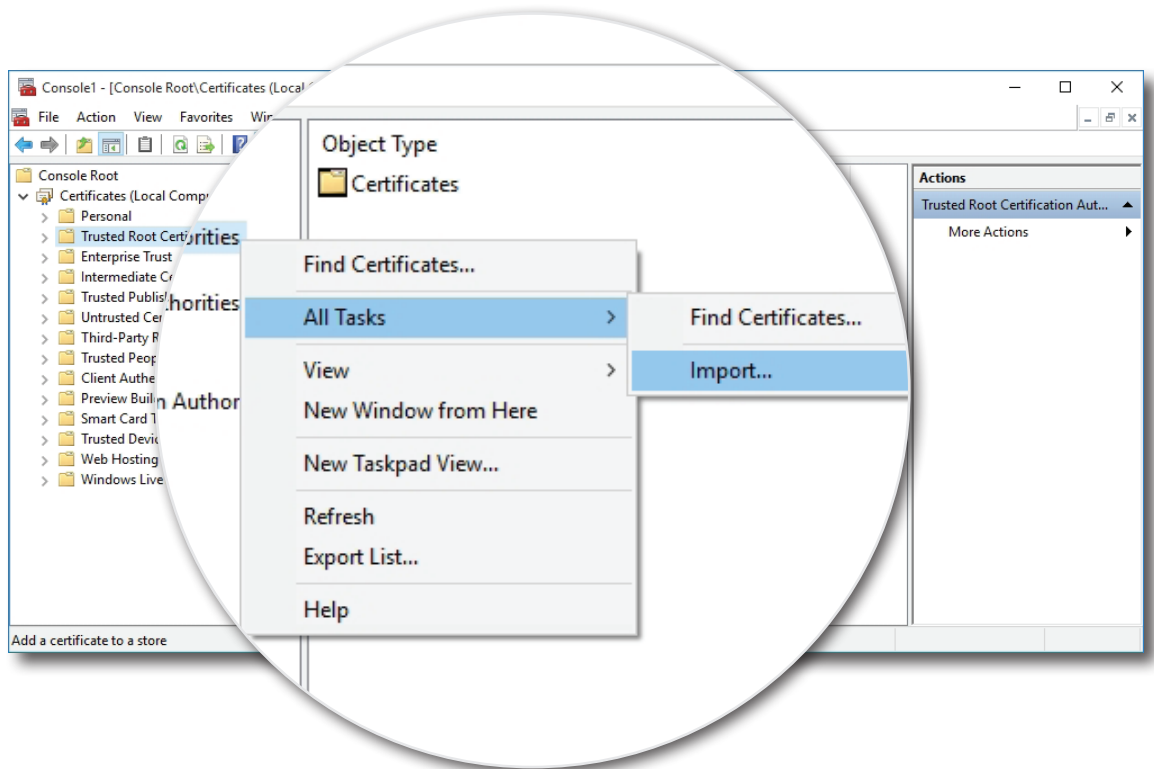 Console1 - [Console Root\Certificates (Local
File Action View Favorites
Console Root
Certificates (Local Comp
Personal
Trusted Root Certi
orities
Enterprise Trust
Intermediate
Trusted Publis
horities
Untrusted Cer
Third-Party
Trusted Peop
Client Authe
Preview Buil
n Author
Smart Card
Trusted Devic
Web Hosting
Windows Live
Object Type
Certificates
Find Certificates...
All Tasks
View
New Window from Here
New Taskpad View...
Refresh
Export List...
Help
Find Certificates...
Import...
Actions
Trusted Root Certification Aut...
More Actions
Add a certificate to a store